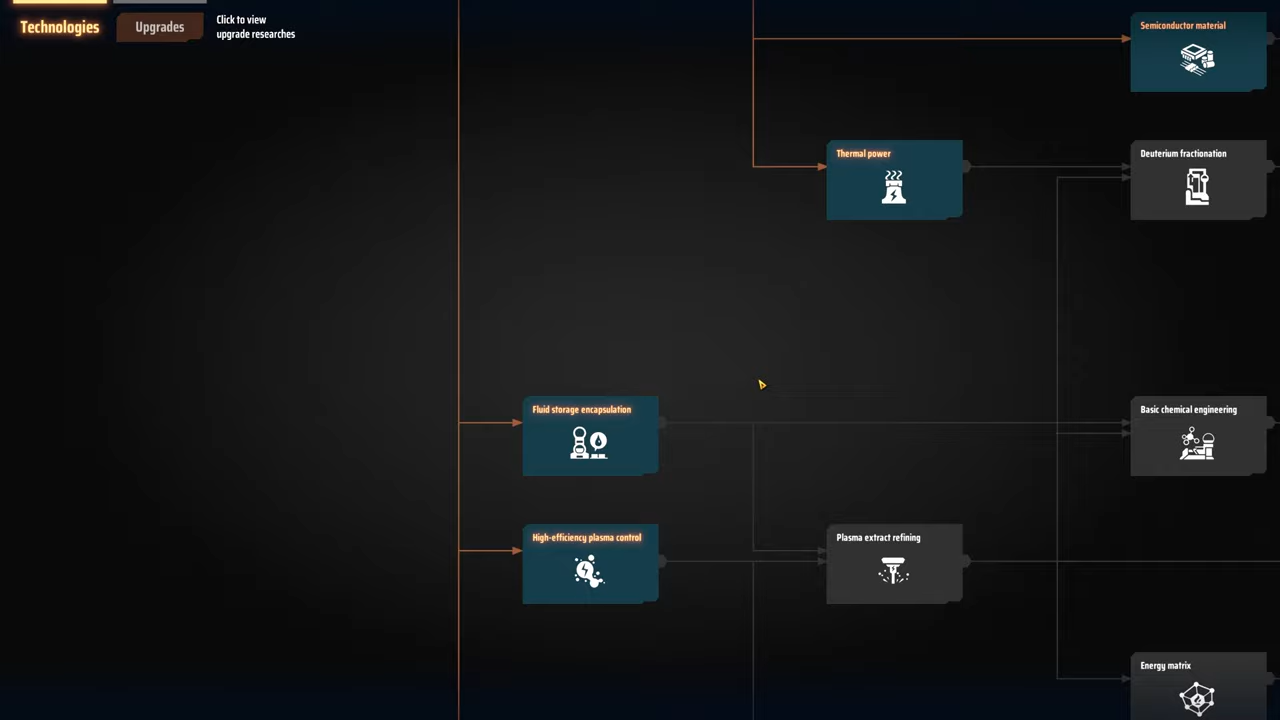 Technologies
Upgrades
Click to view
upgrade researches
Semiconductor material
Thermal power
Deuterium fractionation
Fluid storage encapsulation
Basic chemical engineering
High-efficiency plasma control
Plasma extract refining
Energy matrix